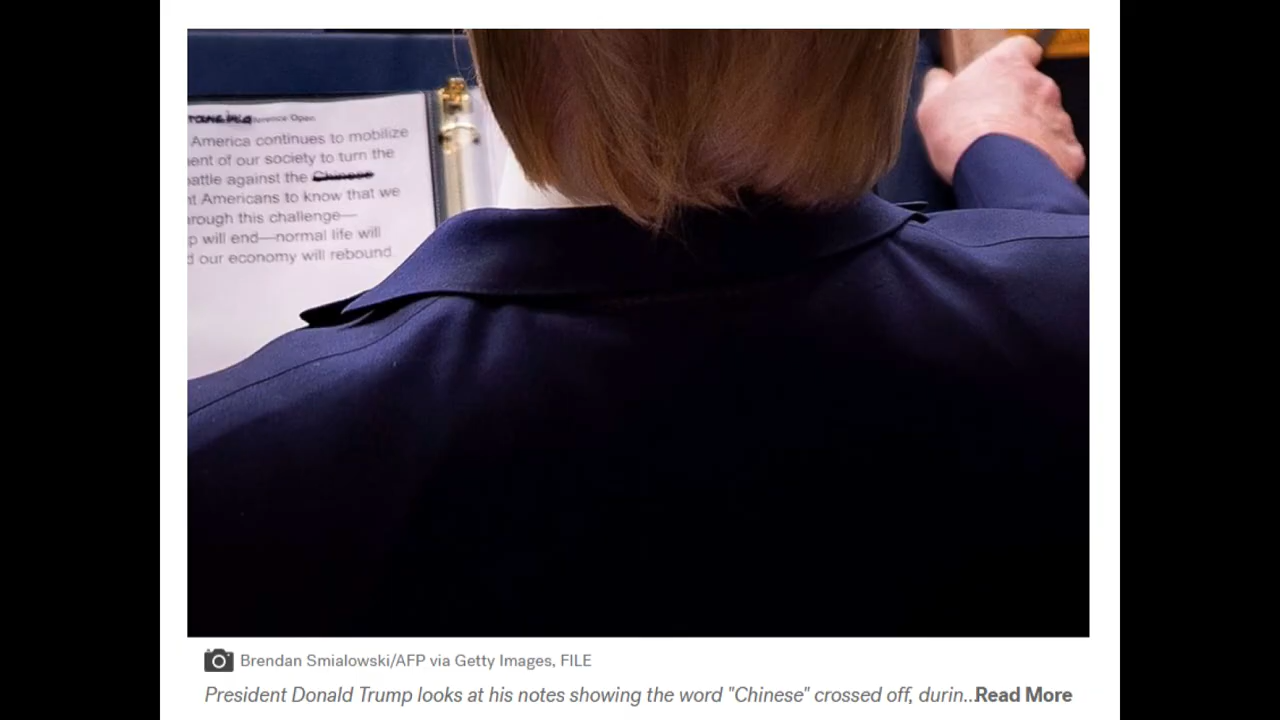 erence Open
America continues to mobilize
ent of our society to turn the
attle against the Chinese
t Americans to know that we
rough this challenge—
p will end—normal life will
d our economy will rebound.
Brendan Smialowski/AFP via Getty Images, FILE
President Donald Trump looks at his notes showing the word "Chinese" crossed off, durin...Read More